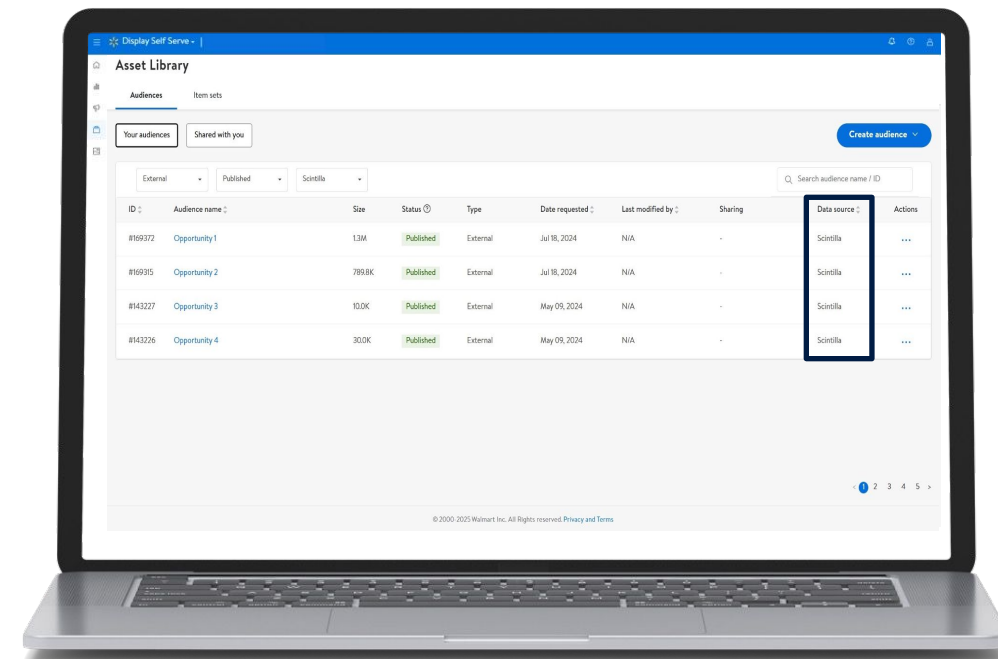 Display Self Serve
Asset Library
Audiences Item sets
Your audiences Shared with you Create audience
External Published Scintilla Search audience name / ID
ID Audience name Size Status Type Date requested Last modified by Sharing Data source Actions
#169372 Opportunity 1 1.3M Published External Jul 18, 2024 N/A - Scintilla ...
#169315 Opportunity 2 789.8K Published External Jul 18, 2024 N/A - Scintilla ...
#143227 Opportunity 3 10.0K Published External May 09, 2024 N/A - Scintilla ...
#143226 Opportunity 4 30.0K Published External May 09, 2024 N/A - Scintilla ...
< 1 2 3 4 5 >
© 2000-2025 Walmart Inc. All Rights reserved. Privacy and Terms